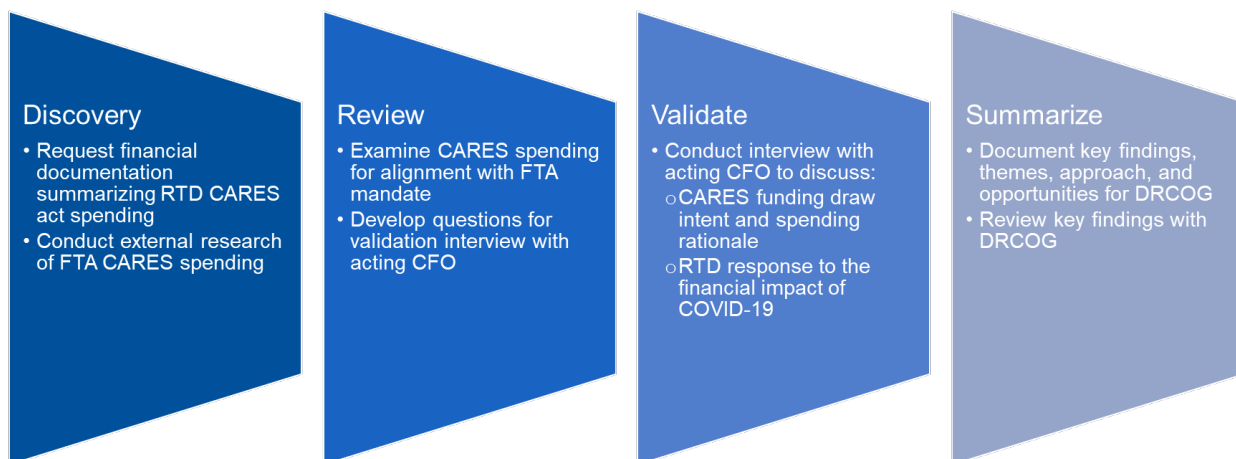 Discovery
• Request financial
documentation
summarizing RTD CARES
act spending
• Conduct external research
of FTA CARES spending
Review
• Examine CARES spending
for alignment with FTA
mandate
• Develop questions for
validation interview with
acting CFO
Validate
• Conduct interview with
acting CFO to discuss:
○CARES funding draw
intent and spending
rationale
○RTD response to the
financial impact of
COVID-19
Summarize
• Document key findings,
themes, approach, and
opportunities for DRCOG
• Review key findings with
DRCOG